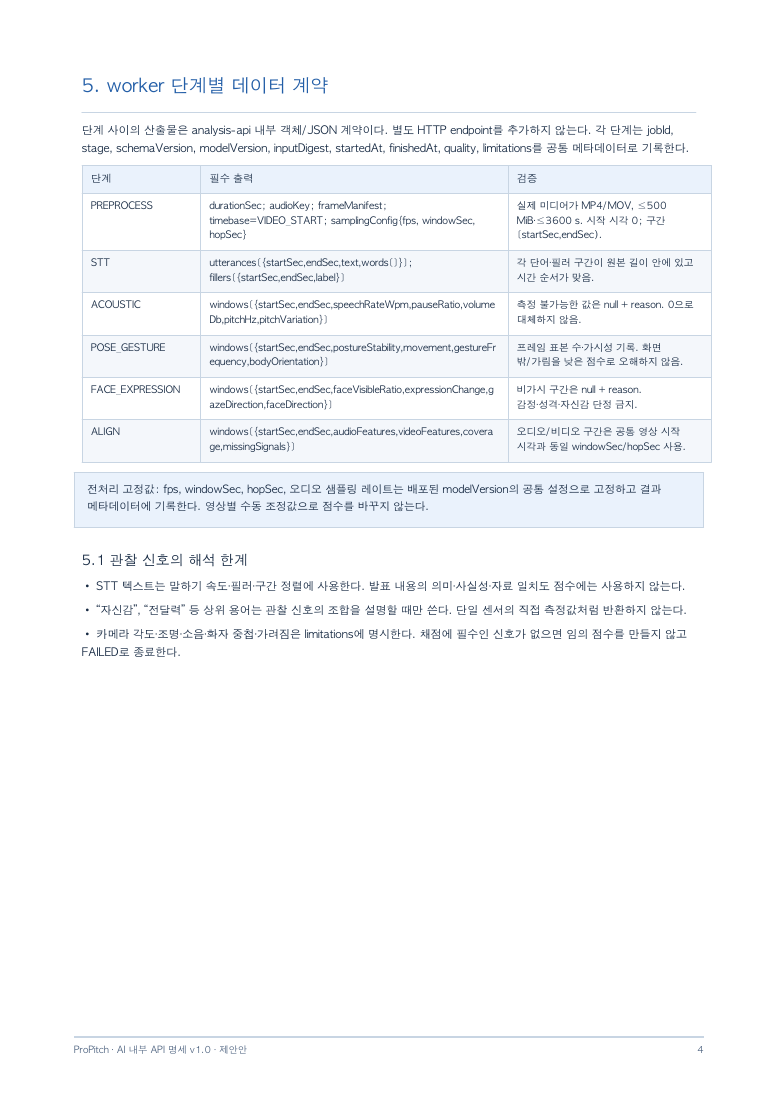 5. worker 단계별 데이터 계약
단계 사이의 산출물은 analysis-api 내부 객체/JSON 계약이다. 별도 HTTP endpoint를 추가하지 않는다. 각 단계는 jobId,
stage, schemaVersion, modelVersion, inputDigest, startedAt, finishedAt, quality, limitations를 공통 메타데이터로 기록한다.
단계 필수 출력 검증
PREPROCESS
durationSec; audioKey; frameManifest;
timebase=VIDEO_START; samplingConfig{fps, windowSec,
hopSec}
실제 미디어가 MP4/MOV, ≤500
MiB·≤3600 s. 시작 시각 0; 구간
[startSec,endSec).
STT
utterances[{startSec,endSec,text,words[]}];
fillers[{startSec,endSec,label}]
각 단어·필러 구간이 원본 길이 안에 있고
시간 순서가 맞음.
ACOUSTIC
windows[{startSec,endSec,speechRateWpm,pauseRatio,volume
Db,pitchHz,pitchVariation}]
측정 불가능한 값은 null + reason. 0으로
대체하지 않음.
POSE_GESTURE
windows[{startSec,endSec,postureStability,movement,gestureFr
equency,bodyOrientation}]
프레임 표본 수·가시성 기록. 화면
밖/가림을 낮은 점수로 오해하지 않음.
FACE_EXPRESSION
windows[{startSec,endSec,faceVisibleRatio,expressionChange,g
azeDirection,faceDirection}]
비가시 구간은 null + reason.
감정·성격·자신감 단정 금지.
ALIGN
windows[{startSec,endSec,audioFeatures,videoFeatures,covera
ge,missingSignals}]
오디오/비디오 구간은 공통 영상 시작
시각과 동일 windowSec/hopSec 사용.
전처리 고정값: fps, windowSec, hopSec, 오디오 샘플링 레이트는 배포된 modelVersion의 공통 설정으로 고정하고 결과
메타데이터에 기록한다. 영상별 수동 조정값으로 점수를 바꾸지 않는다.
5.1 관찰 신호의 해석 한계
• STT 텍스트는 말하기 속도·필러·구간 정렬에 사용한다. 발표 내용의 의미·사실성·자료 일치도 점수에는 사용하지 않는다.
• “자신감”, “전달력” 등 상위 용어는 관찰 신호의 조합을 설명할 때만 쓴다. 단일 센서의 직접 측정값처럼 반환하지 않는다.
• 카메라 각도·조명·소음·화자 중첩·가려짐은 limitations에 명시한다. 채점에 필수인 신호가 없으면 임의 점수를 만들지 않고
FAILED로 종료한다.
ProPitch · AI 내부 API 명세 v1.0 · 제안안 4